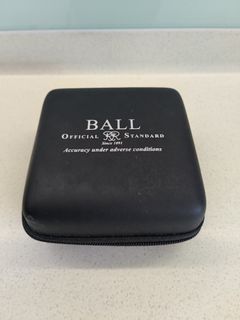 BALL
OFFICIAL RR STANDARD
Since 1891
Accuracy under adverse conditions